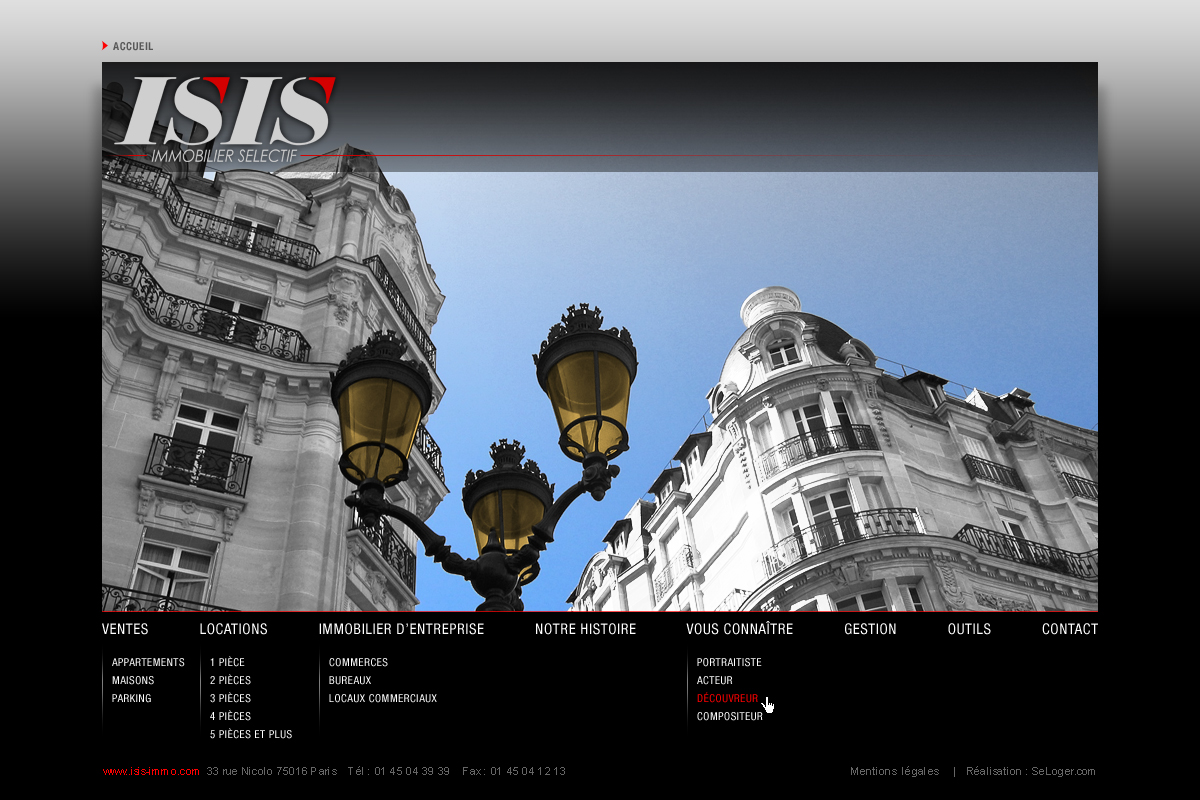 ACCUEIL
ISIS
IMMOBILIER SELECTIF
VENTES LOCATIONS IMMOBILIER D'ENTREPRISE NOTRE HISTOIRE VOUS CONNAÎTRE GESTION OUTILS CONTACT
APPARTEMENTS
MAISONS
PARKING
1 PIÈCE
2 PIÈCES
3 PIÈCES
4 PIÈCES
5 PIÈCES ET PLUS
COMMERCES
BUREAUX
LOCAUX COMMERCIAUX
PORTRAITISTE
ACTEUR
DÉCOUVREUR
COMPOSITEUR
www.isis-immo.com 33 rue Nicolo 75016 Paris Tél : 01 45 04 39 39 Fax : 01 45 04 12 13 Mentions légales | Réalisation : SeLoger.com